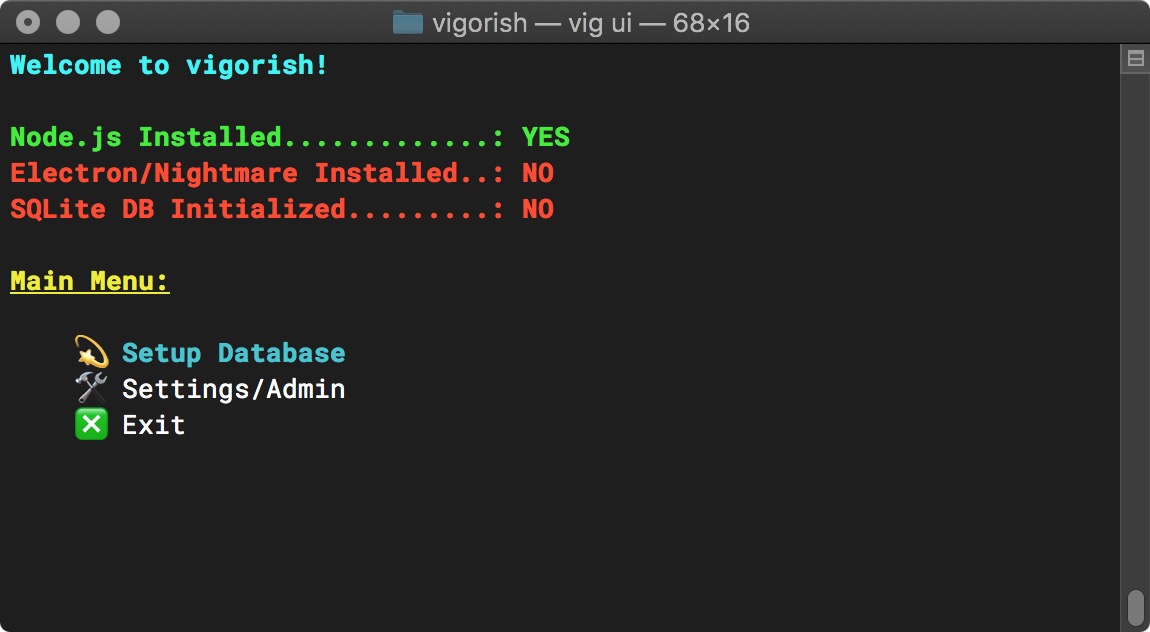 vigorish — vig ui — 68×16
Welcome to vigorish!
Node.js Installed.............: YES
Electron/Nightmare Installed..: NO
SQLite DB Initialized.........: NO
Main Menu:
Setup Database
Settings/Admin
Exit